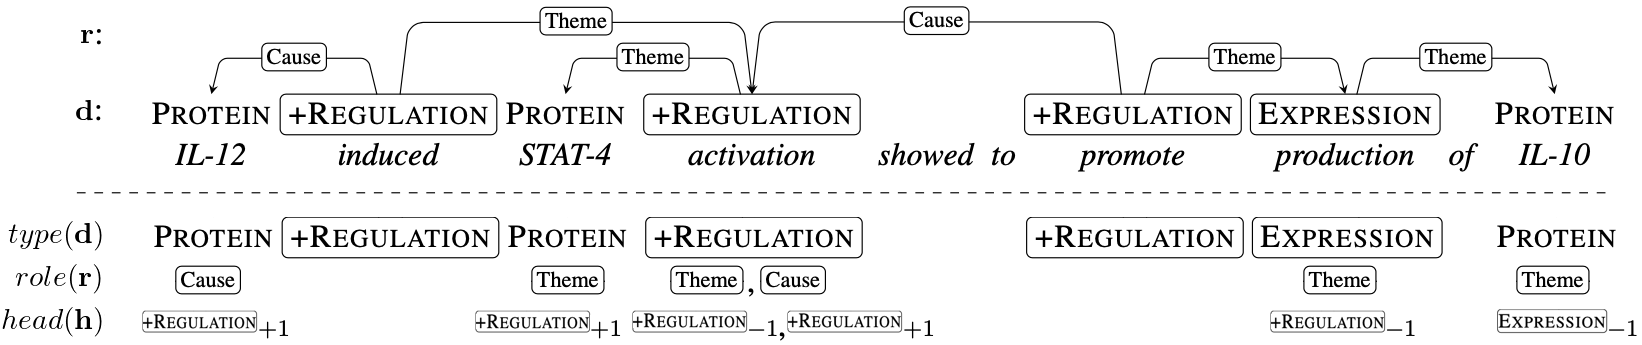 r:
Theme Cause
Cause Theme Theme Theme
d: PROTEIN +REGULATION PROTEIN +REGULATION +REGULATION EXPRESSION PROTEIN
IL-12 induced STAT-4 activation showed to promote production of IL-10
type(d) PROTEIN +REGULATION PROTEIN +REGULATION +REGULATION EXPRESSION PROTEIN
role(r) Cause Theme Theme, Cause Theme Theme
head(h) +REGULATION+1 +REGULATION+1 +REGULATION−1,+REGULATION+1 +REGULATION−1 EXPRESSION−1